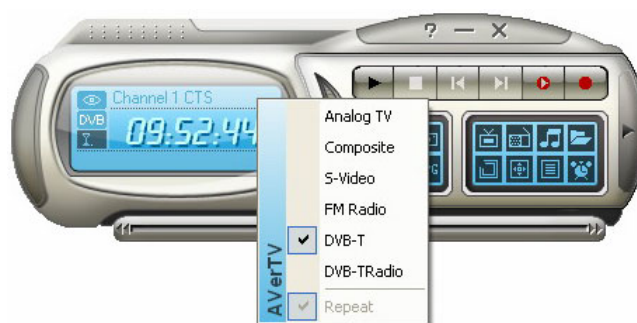 ? — X
Channel 1 CTS
DVB
09:52:44
Analog TV
Composite
S-Video
FM Radio
DVB-T
DVB-TRadio
Repeat
AVerTV